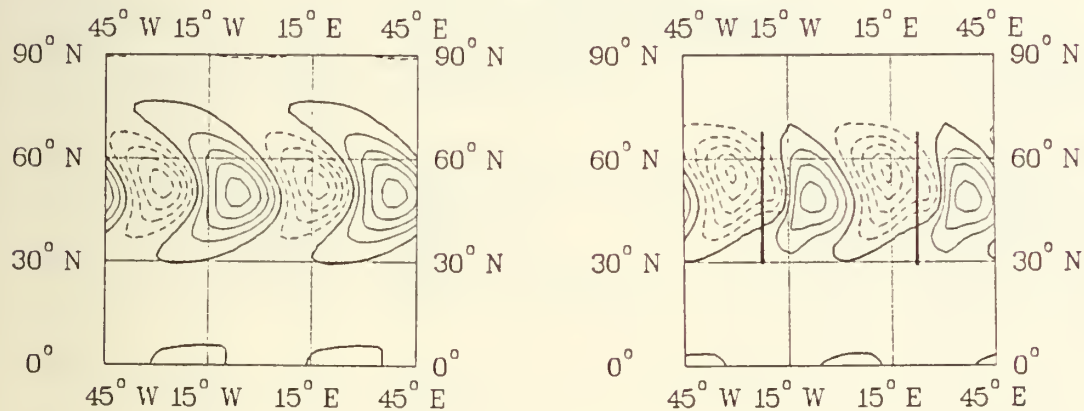 45° W 15° W 15° E 45° E 45° W 15° W 15° E 45° E
90° N 90° N 90° N 90° N
60° N 60° N 60° N 60° N
30° N 30° N 30° N 30° N
0° 0° 0° 0°
45° W 15° W 15° E 45° E 45° W 15° W 15° E 45° E